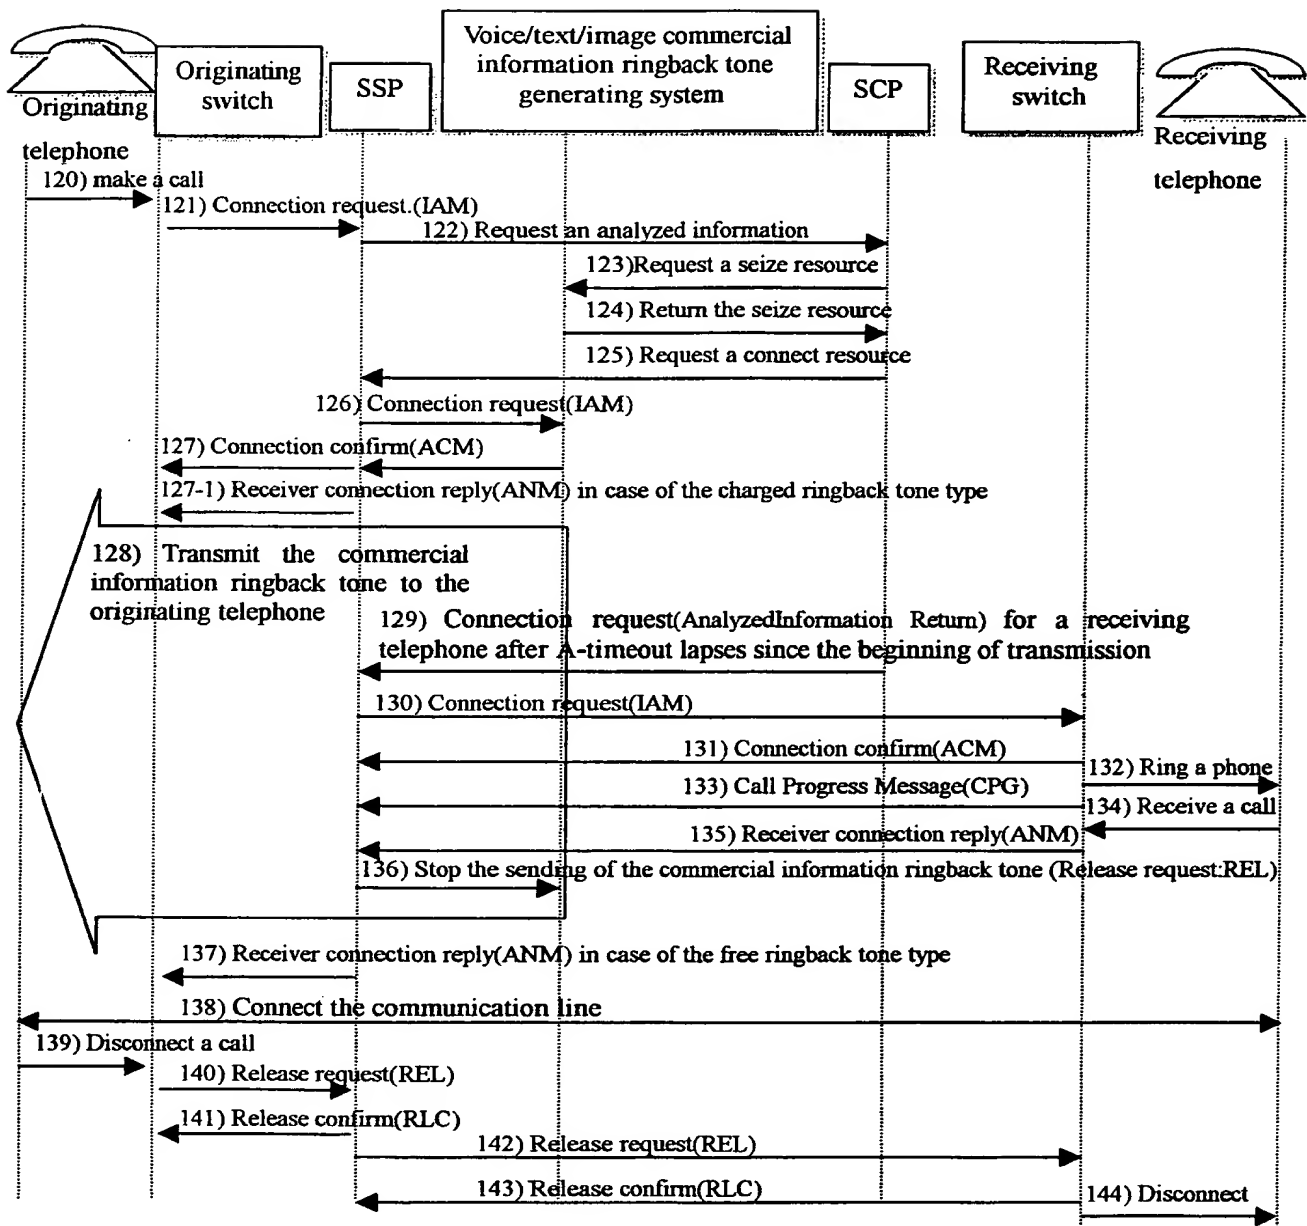 Originating
telephone
Originating
switch
SSP
Voice/text/image commercial
information ringback tone
generating system
SCP
Receiving
switch
Receiving
telephone
120) make a call
121) Connection request.(IAM)
122) Request an analyzed information
123)Request a seize resource
124) Return the seize resource
125) Request a connect resource
126) Connection request(IAM)
127) Connection confirm(ACM)
127-1) Receiver connection reply(ANM) in case of the charged ringback tone type
128) Transmit the commercial
information ringback tone to the
originating telephone
129) Connection request(AnalyzedInformation Return) for a receiving
telephone after A-timeout lapses since the beginning of transmission
130) Connection request(IAM)
131) Connection confirm(ACM)
132) Ring a phone
133) Call Progress Message(CPG)
134) Receive a call
135) Receiver connection reply(ANM)
136) Stop the sending of the commercial information ringback tone (Release request:REL)
137) Receiver connection reply(ANM) in case of the free ringback tone type
138) Connect the communication line
139) Disconnect a call
140) Release request(REL)
141) Release confirm(RLC)
142) Release request(REL)
143) Release confirm(RLC)
144) Disconnect